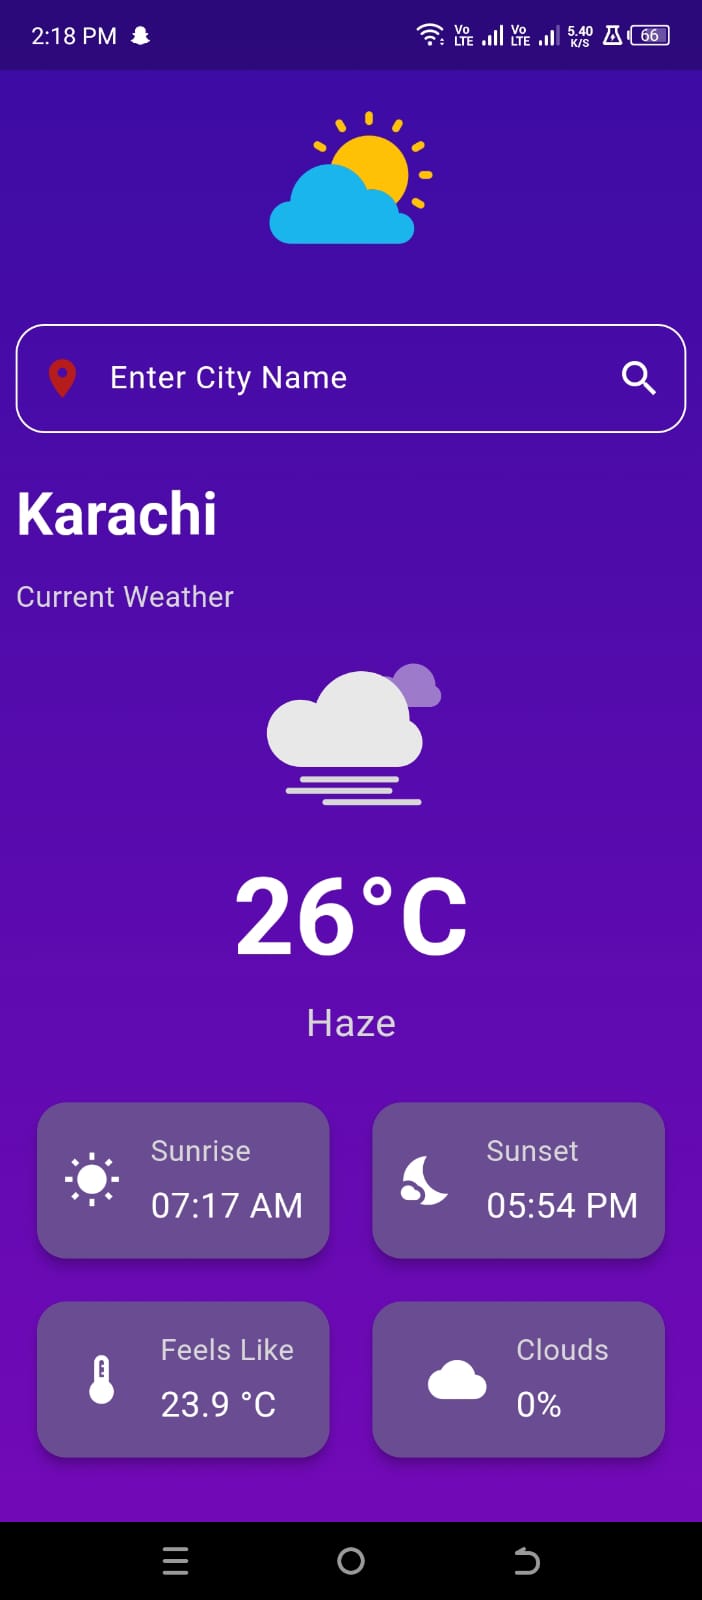 2:18 PM
Vo LTE Vo LTE 5.40 K/S 66
Enter City Name
Karachi
Current Weather
26°C
Haze
Sunrise
07:17 AM
Sunset
05:54 PM
Feels Like
23.9 °C
Clouds
0%